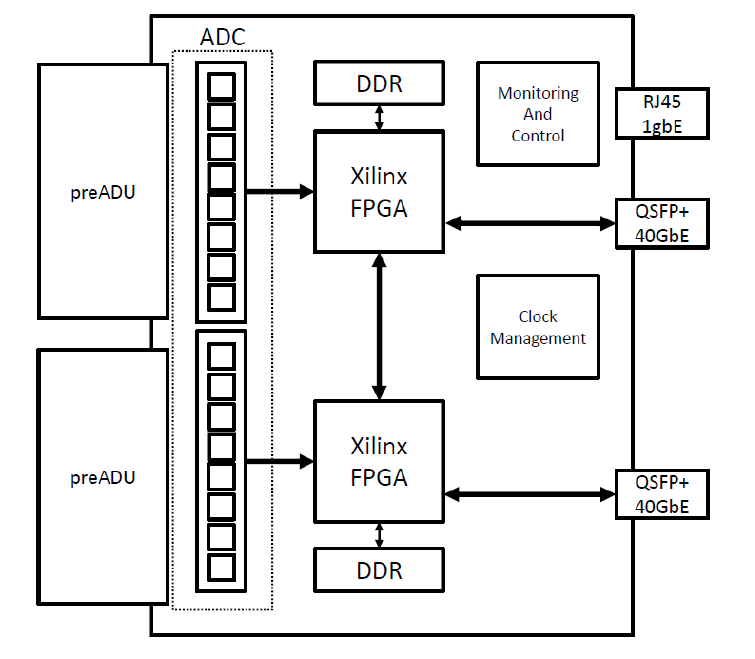 ADC
preADU
DDR
Xilinx
FPGA
Monitoring
And
Control
RJ45
1gbE
QSFP+
40GbE
Clock
Management
preADU
Xilinx
FPGA
DDR
QSFP+
40GbE